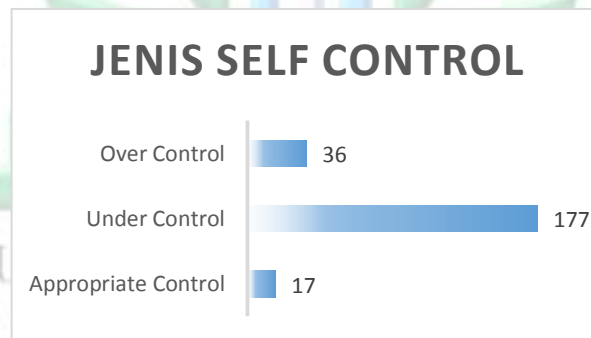 JENIS SELF CONTROL
Over Control 36
Under Control 177
Appropriate Control 17